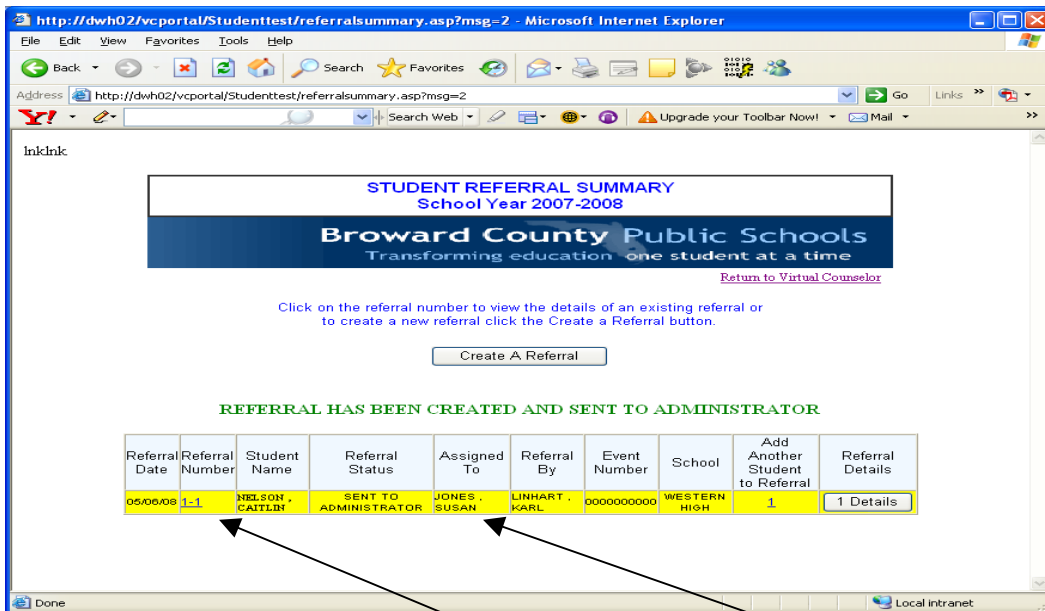 http://dwh02/vcportal/Studenttest/referralsummary.asp?msg=2 - Microsoft Internet Explorer
File Edit View Favorites Tools Help
Back Search Favorites
Address http://dwh02/vcportal/Studenttest/referralsummary.asp?msg=2 Go Links »
Y! Search Web Upgrade your Toolbar Now! Mail »
lnklnk
STUDENT REFERRAL SUMMARY
School Year 2007-2008
Broward County Public Schools
Transforming education one student at a time
Return to Virtual Counselor
Click on the referral number to view the details of an existing referral or
to create a new referral click the Create a Referral button.
Create A Referral
REFERRAL HAS BEEN CREATED AND SENT TO ADMINISTRATOR
Referral Date Referral Number Student Name Referral Status Assigned To Referral By Event Number School Add Another Student to Referral Referral Details
05/06/08 1-1 NELSON , CAITLIN SENT TO ADMINISTRATOR JONES , SUSAN LINHART , KARL 0000000000 WESTERN HIGH 1 1 Details
Done Local intranet